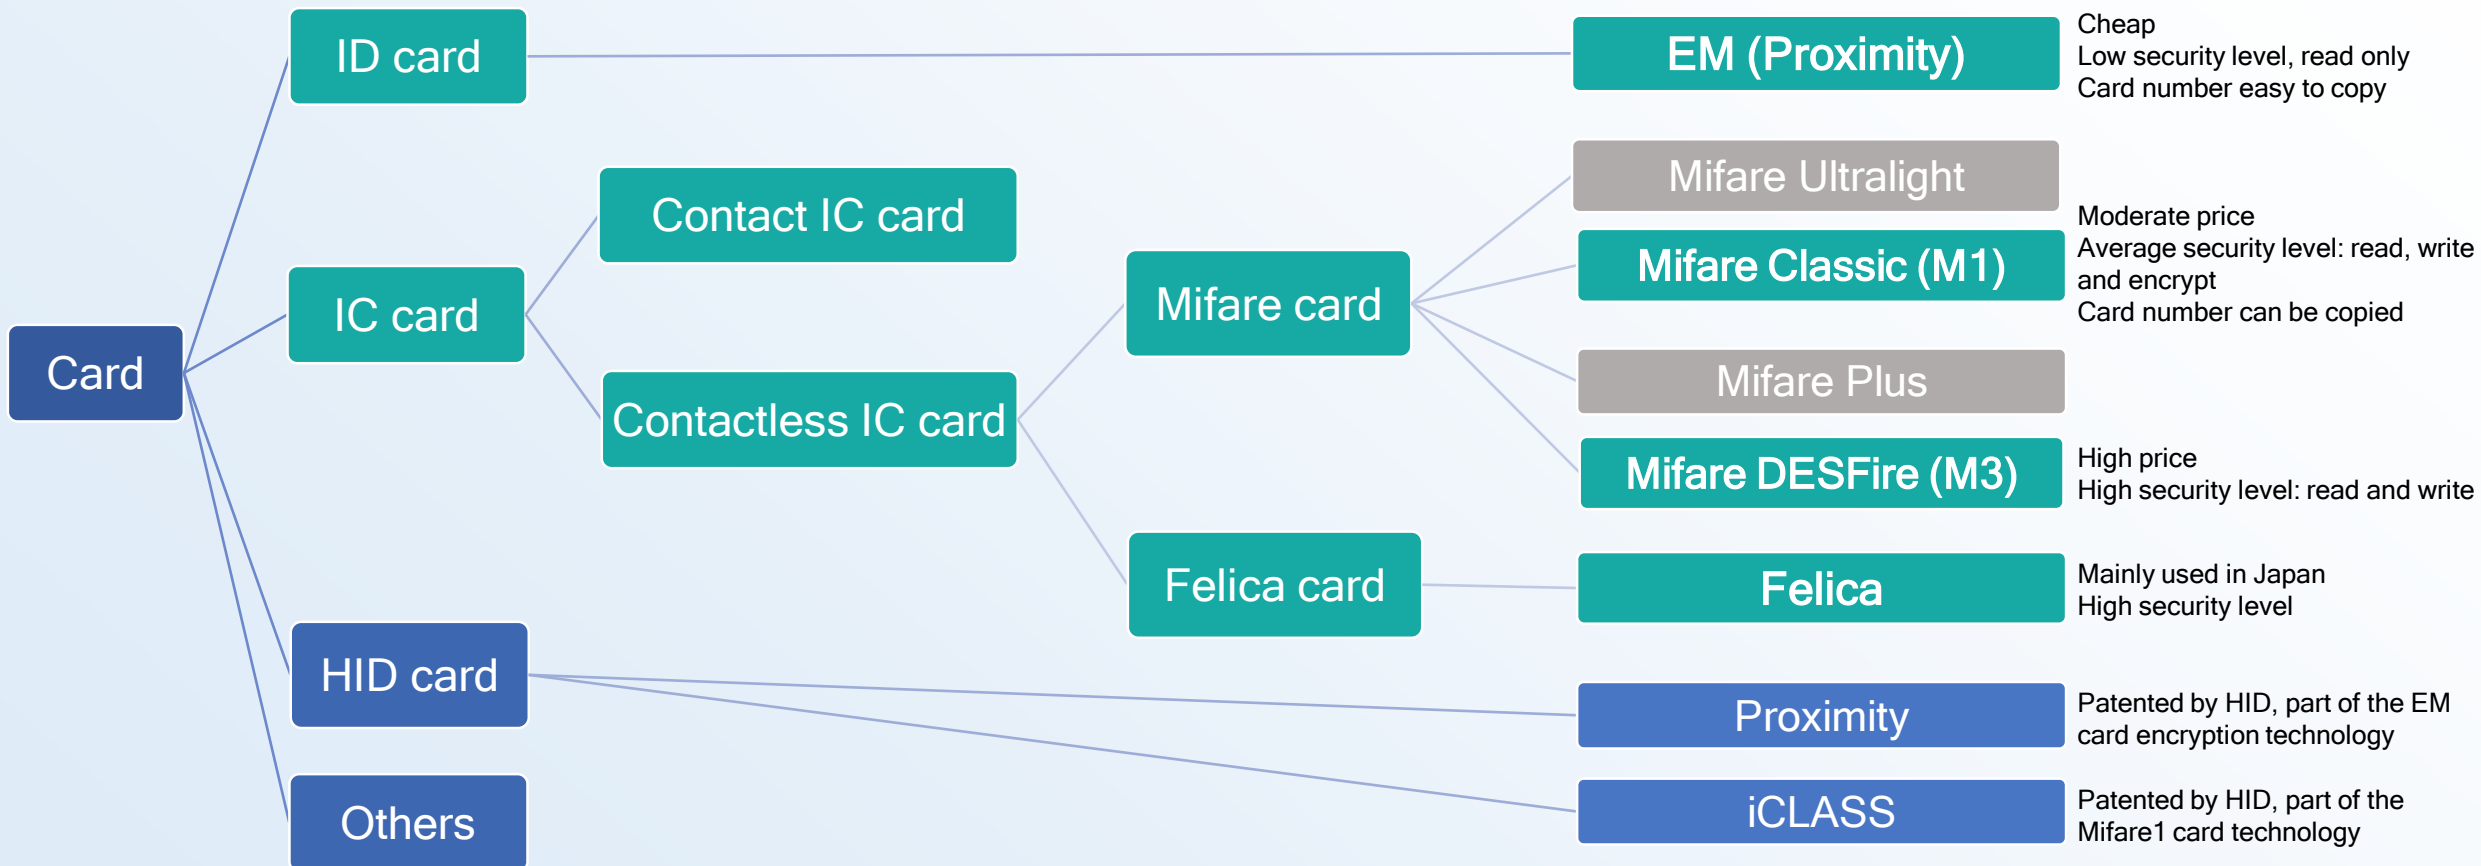 Card
ID card
IC card
HID card
Others
Contact IC card
Contactless IC card
Mifare card
Felica card
EM (Proximity)
Cheap
Low security level, read only
Card number easy to copy
Mifare Ultralight
Mifare Classic (M1)
Moderate price
Average security level: read, write
and encrypt
Card number can be copied
Mifare Plus
Mifare DESFire (M3)
High price
High security level: read and write
Felica
Mainly used in Japan
High security level
Proximity
Patented by HID, part of the EM
card encryption technology
iCLASS
Patented by HID, part of the
Mifare1 card technology